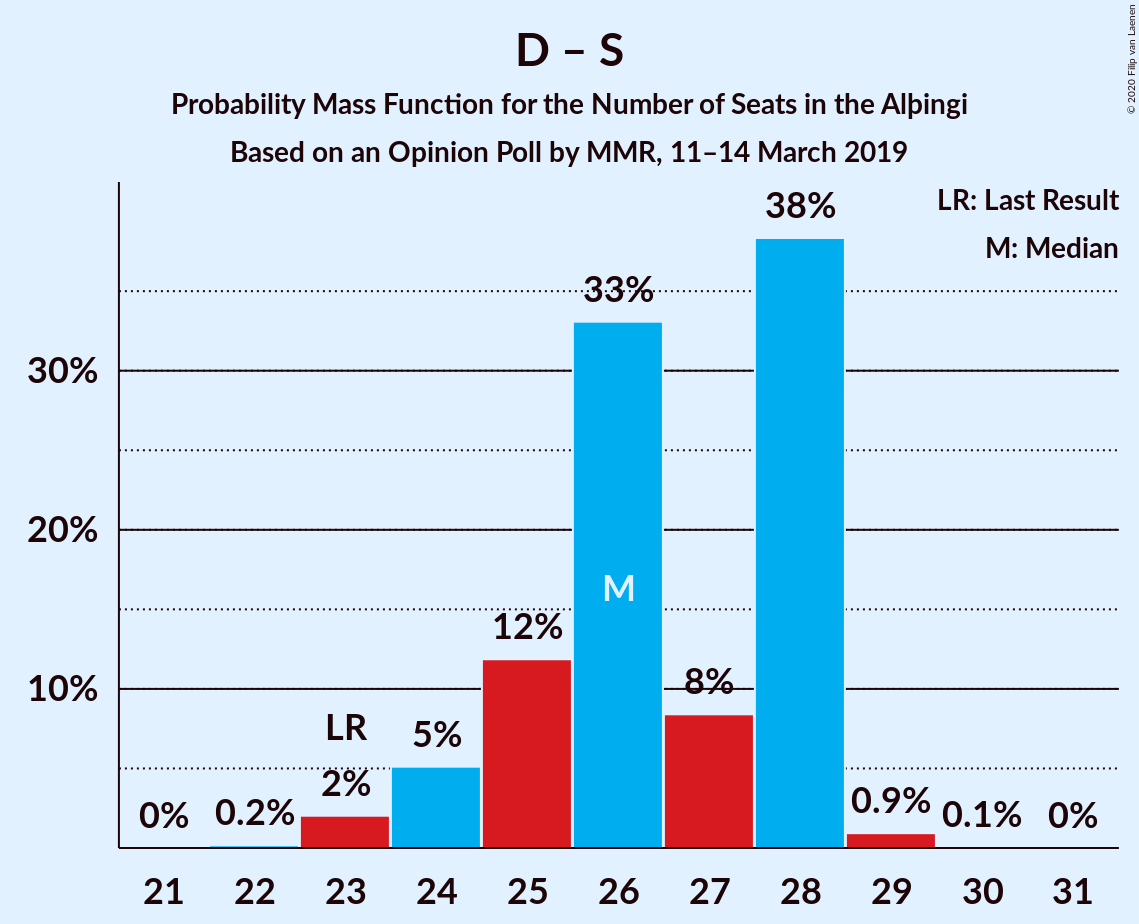 D – S
Probability Mass Function for the Number of Seats in the Alþingi
Based on an Opinion Poll by MMR, 11–14 March 2019
© 2020 Filip van Laenen
LR: Last Result
M: Median
38%
33%
30%
20%
M
12%
10%
8%
LR
5%
2%
0%
0.2%
0.9%
0.1%
0%
21 22 23 24 25 26 27 28 29 30 31